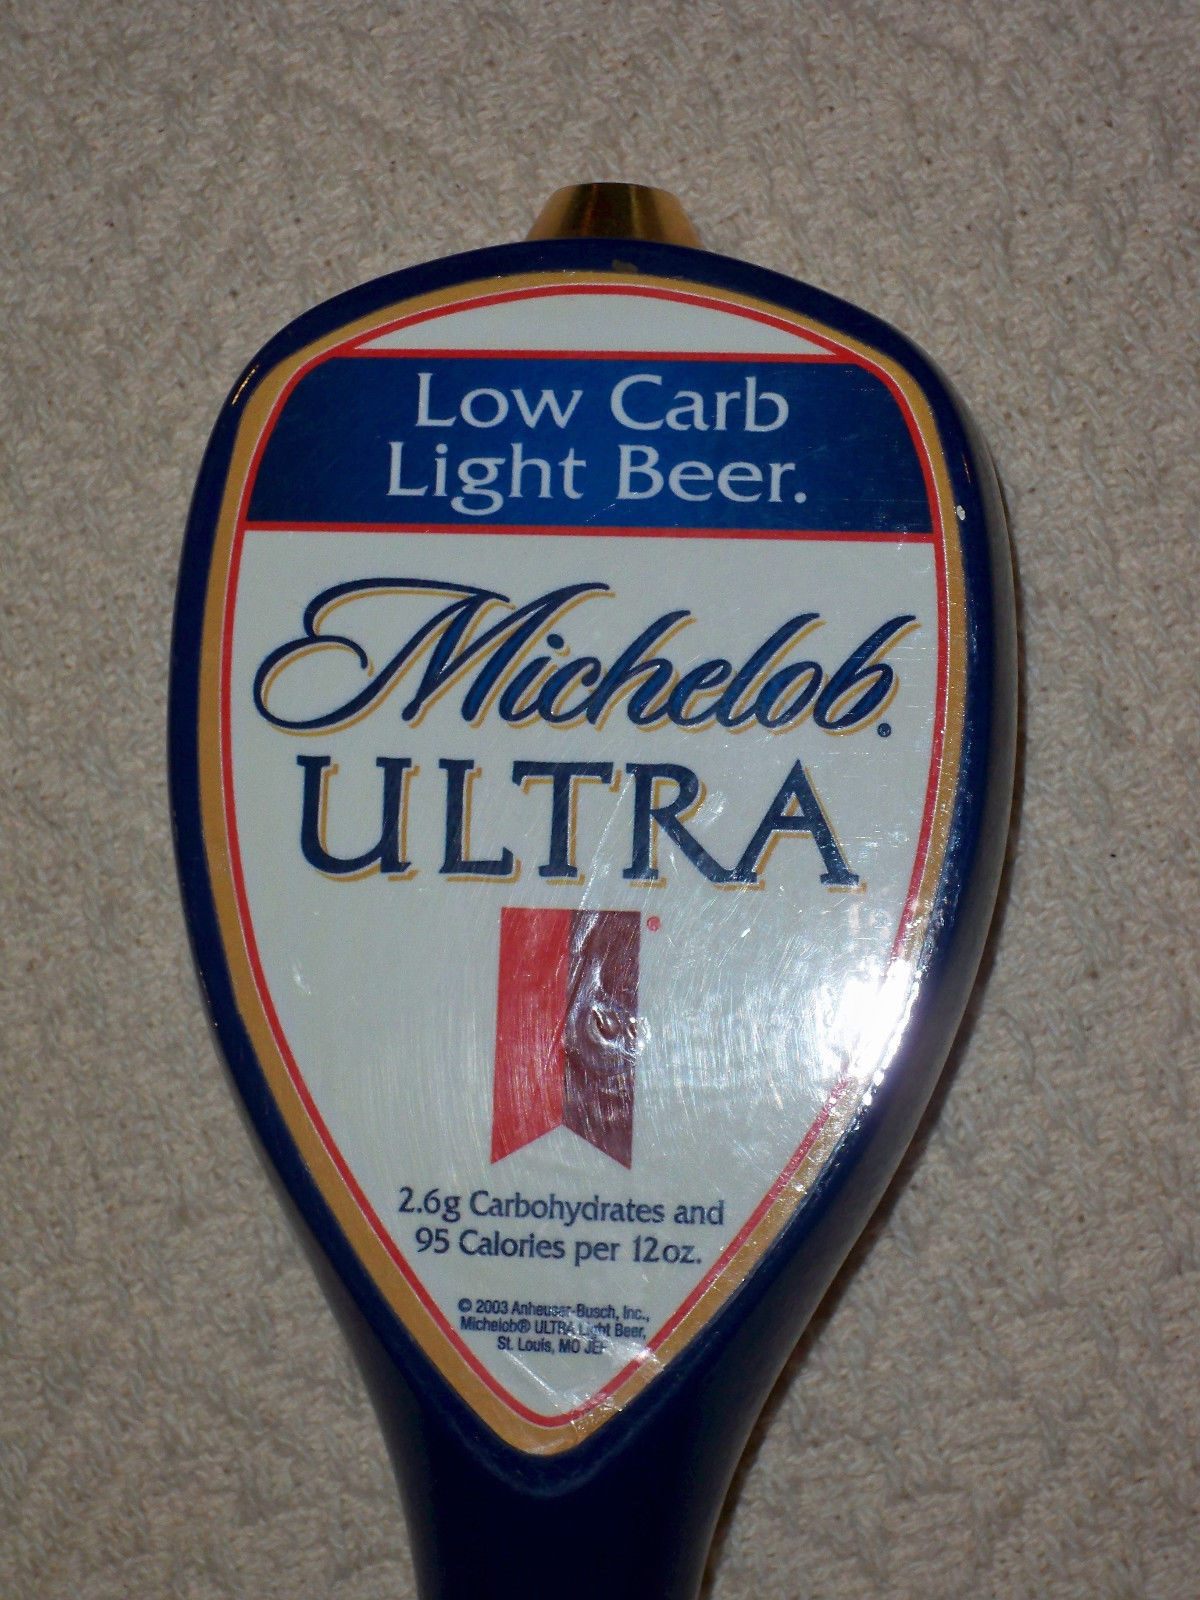 Low Carb
Light Beer.
Michelob®
ULTRA
®
2.6g Carbohydrates and
95 Calories per 12oz.
© 2003 Anheuser-Busch, Inc.,
Michelob® ULTRA Light Beer,
St. Louis, MO JEF